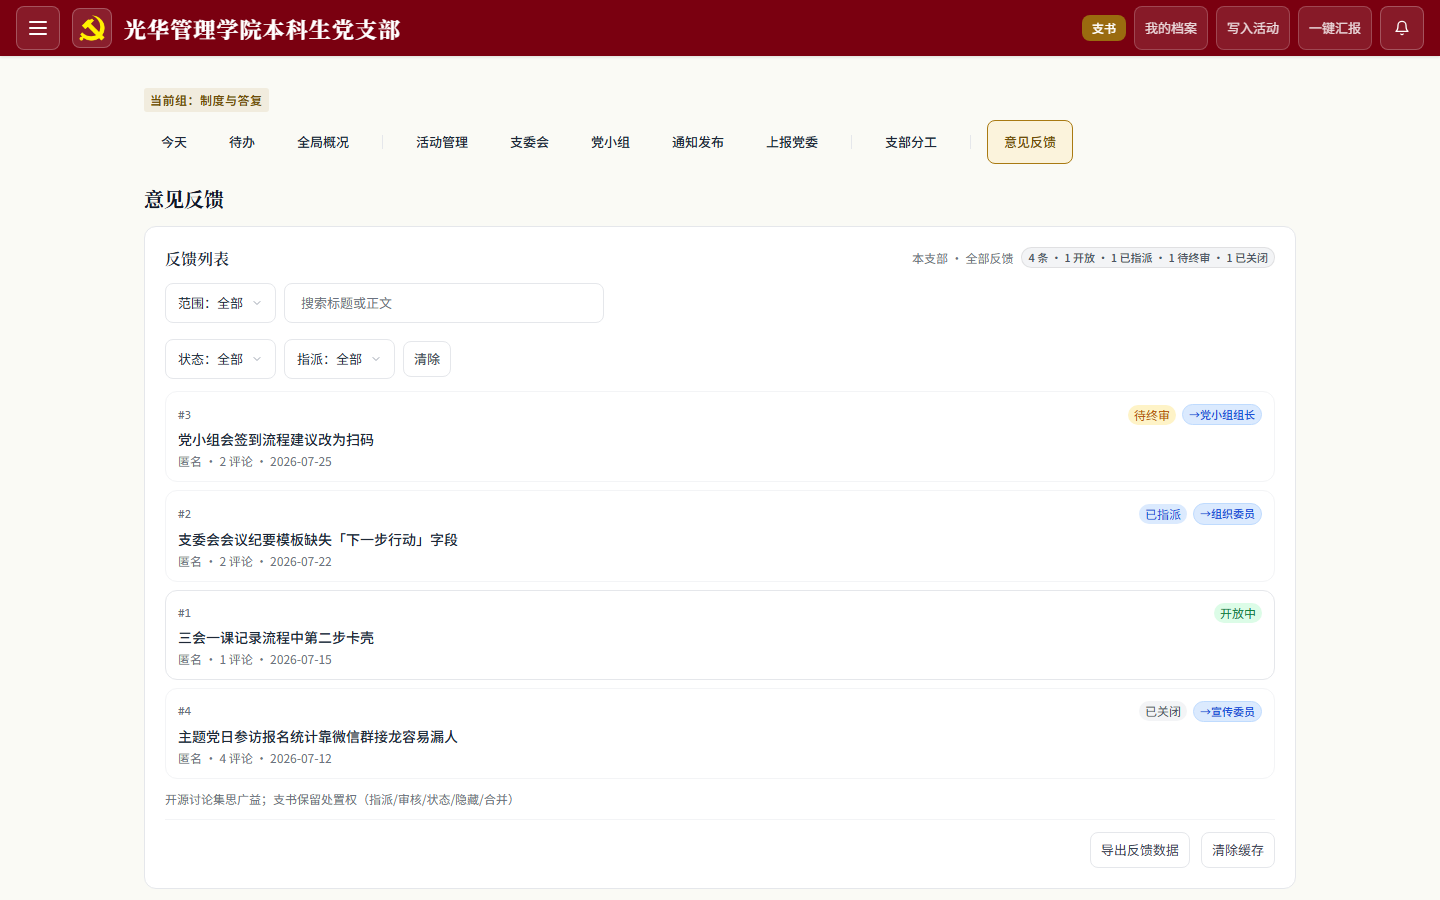 光华管理学院本科生党支部 支书 我的档案 写入活动 一键汇报
当前组：制度与答复
今天 待办 全局概况 活动管理 支委会 党小组 通知发布 上报党委 支部分工 意见反馈
意见反馈
反馈列表 本支部 · 全部反馈 4 条 · 1 开放 · 1 已指派 · 1 待终审 · 1 已关闭
范围：全部 搜索标题或正文
状态：全部 指派：全部 清除
#3 待终审 →党小组组长
党小组会签到流程建议改为扫码
匿名 · 2 评论 · 2026-07-25
#2 已指派 →组织委员
支委会会议纪要模板缺失「下一步行动」字段
匿名 · 2 评论 · 2026-07-22
#1 开放中
三会一课记录流程中第二步卡壳
匿名 · 1 评论 · 2026-07-15
#4 已关闭 →宣传委员
主题党日参访报名统计靠微信群接龙容易漏人
匿名 · 4 评论 · 2026-07-12
开源讨论集思广益；支书保留处置权（指派/审核/状态/隐藏/合并）
导出反馈数据 清除缓存